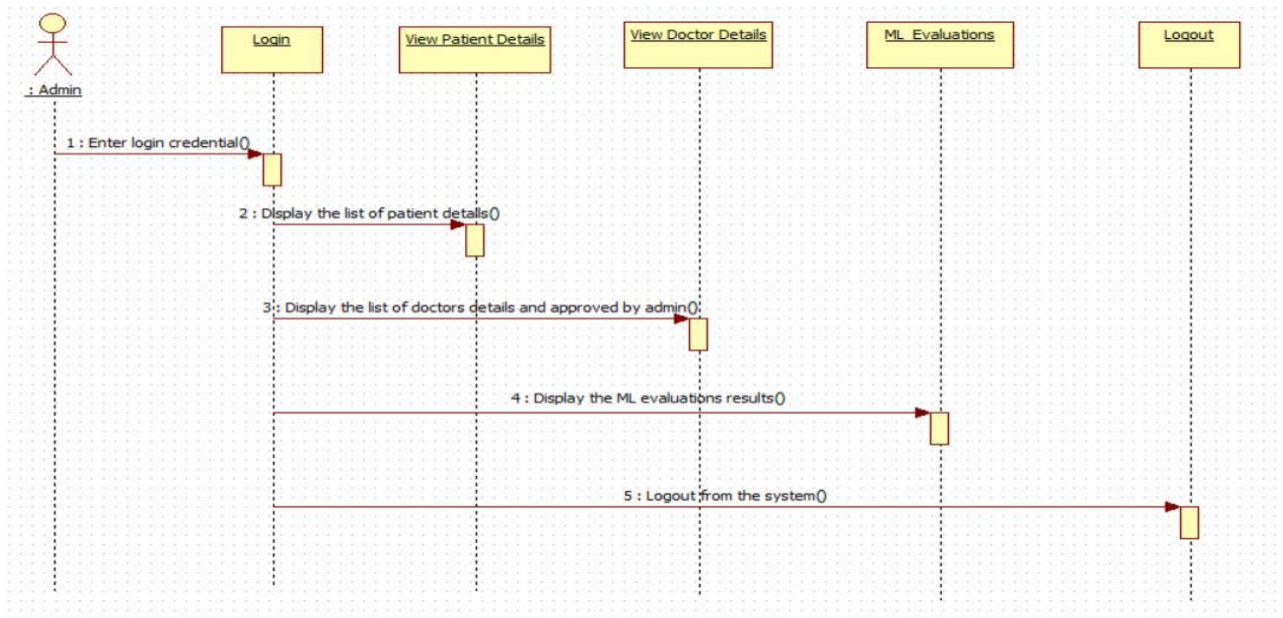 Login
View Patient Details
View Doctor Details
ML Evaluations
Logout
: Admin
1 : Enter login credential()
2 : Display the list of patient details()
3 : Display the list of doctors details and approved by admin()
4 : Display the ML evaluations results()
5 : Logout from the system()